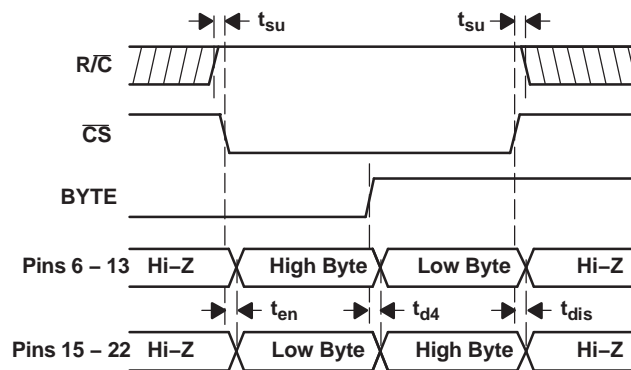 tsu tsu
R/C̅
C̅S̅
BYTE
Pins 6 – 13 Hi–Z High Byte Low Byte Hi–Z
ten td4 tdis
Pins 15 – 22 Hi–Z Low Byte High Byte Hi–Z